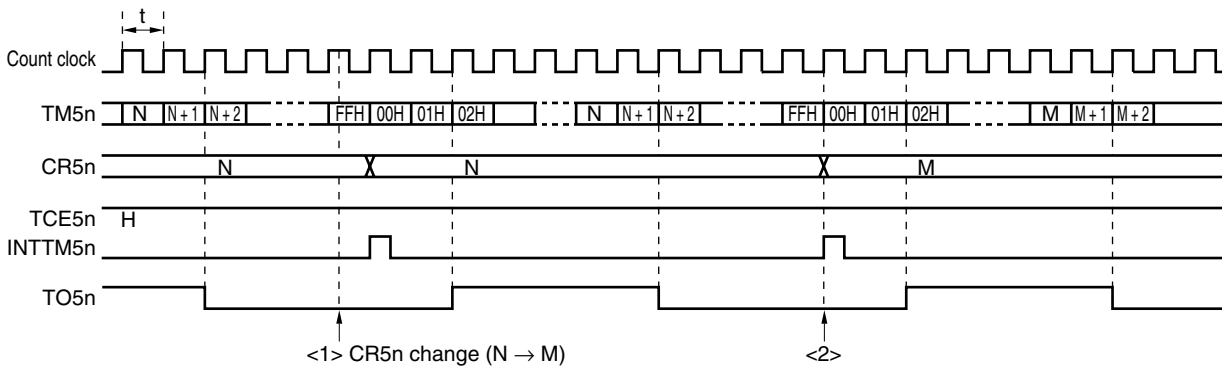 t
Count clock
TM5n N N + 1 N + 2 FFH 00H 01H 02H N N + 1 N + 2 FFH 00H 01H 02H M M + 1 M + 2
CR5n N N M
TCE5n H
INTTM5n
TO5n
<1> CR5n change (N → M) <2>